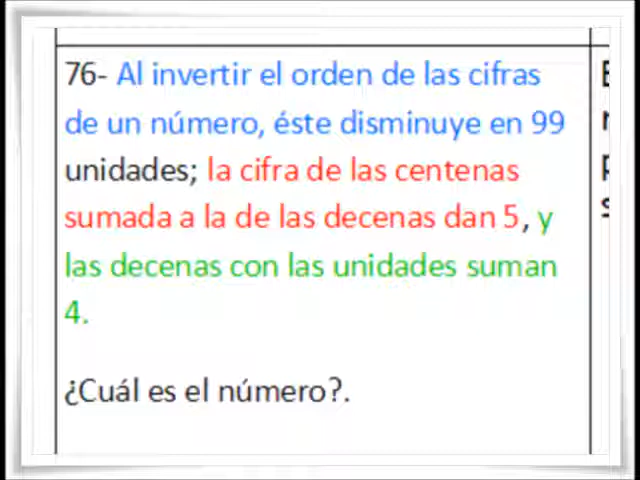 76- Al invertir el orden de las cifras
de un número, éste disminuye en 99
unidades; la cifra de las centenas
sumada a la de las decenas dan 5, y
las decenas con las unidades suman
4.
¿Cuál es el número?.